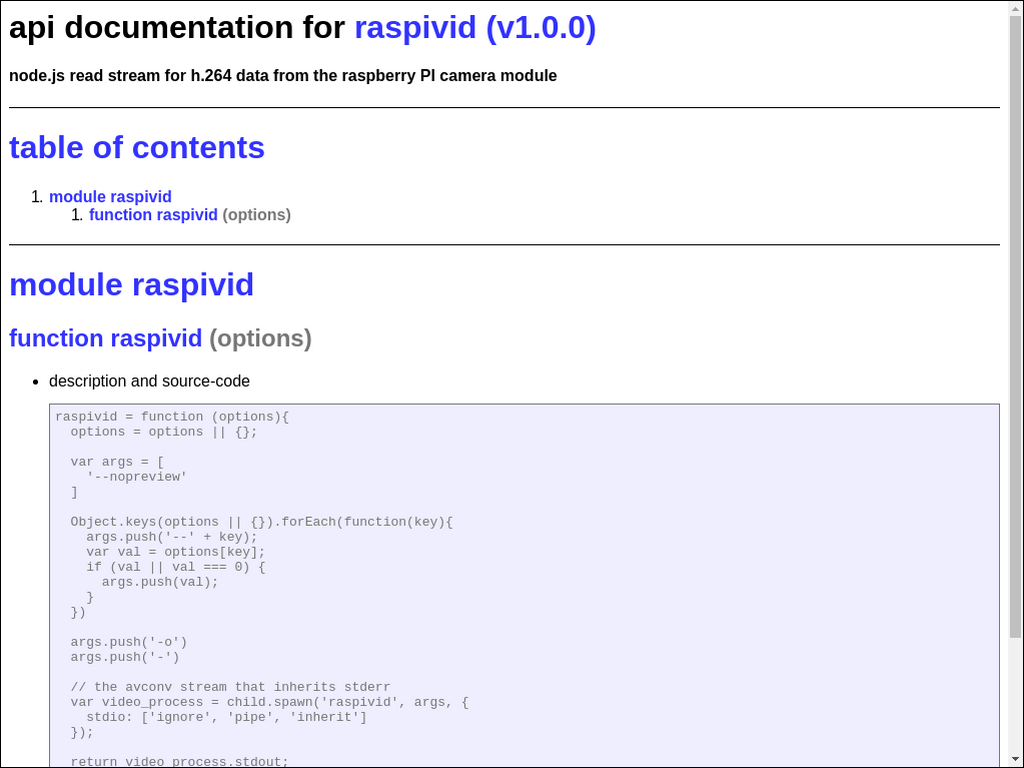 api documentation for raspivid (v1.0.0)
node.js read stream for h.264 data from the raspberry PI camera module
table of contents
1. module raspivid
1. function raspivid (options)
module raspivid
function raspivid (options)
• description and source-code
raspivid = function (options){
  options = options || {};

  var args = [
    '--nopreview'
  ]

  Object.keys(options || {}).forEach(function(key){
    args.push('--' + key);
    var val = options[key];
    if (val || val === 0) {
      args.push(val);
    }
  })

  args.push('-o')
  args.push('-')

  // the avconv stream that inherits stderr
  var video_process = child.spawn('raspivid', args, {
    stdio: ['ignore', 'pipe', 'inherit']
  });

  return video_process.stdout;